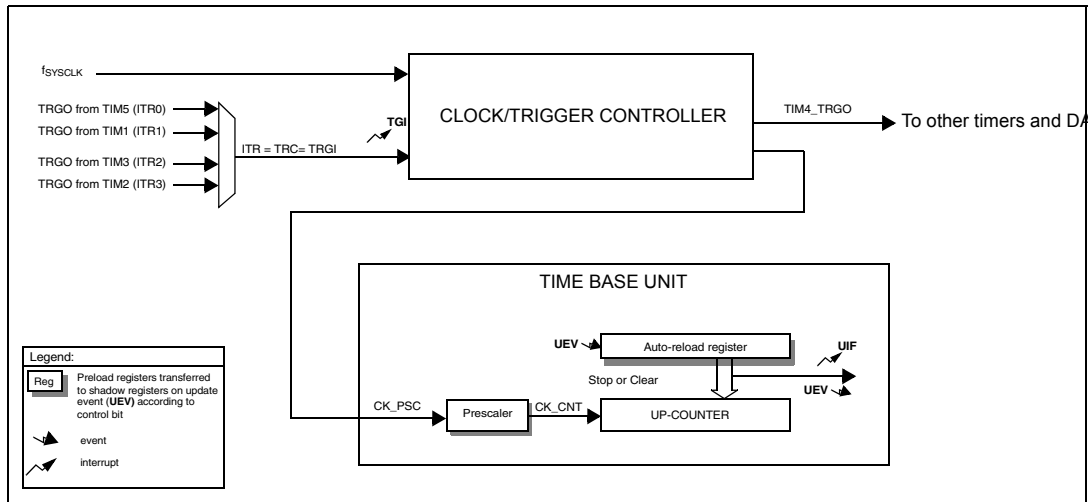 fSYSCLK
TRGO from TIM5 (ITR0)
TRGO from TIM1 (ITR1)
TRGO from TIM3 (ITR2)
TRGO from TIM2 (ITR3)
ITR = TRC= TRGI
TGI
CLOCK/TRIGGER CONTROLLER
TIM4_TRGO
To other timers and DA
TIME BASE UNIT
UEV
Auto-reload register
UIF
Stop or Clear
UEV
CK_PSC
Prescaler
CK_CNT
UP-COUNTER
Legend:
Reg
Preload registers transferred
to shadow registers on update
event (UEV) according to
control bit
event
interrupt